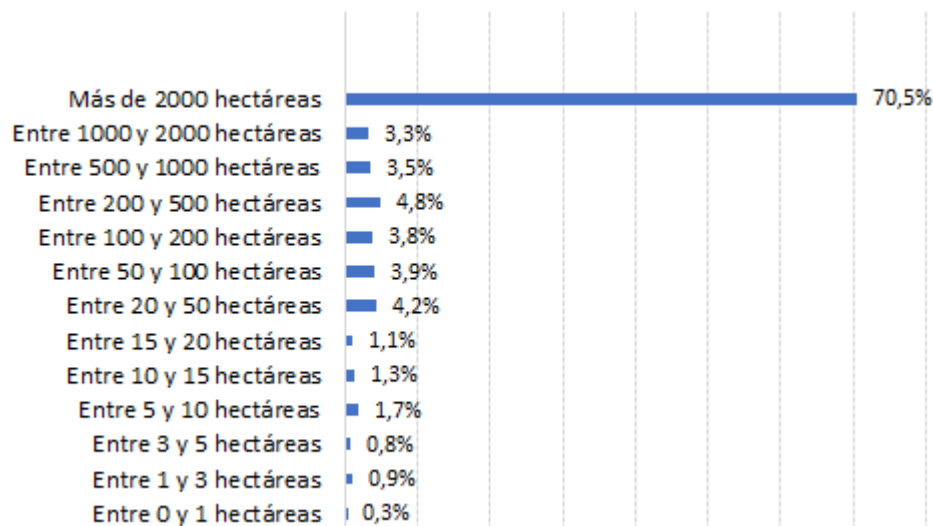 Más de 2000 hectáreas 70,5%
Entre 1000 y 2000 hectáreas 3,3%
Entre 500 y 1000 hectáreas 3,5%
Entre 200 y 500 hectáreas 4,8%
Entre 100 y 200 hectáreas 3,8%
Entre 50 y 100 hectáreas 3,9%
Entre 20 y 50 hectáreas 4,2%
Entre 15 y 20 hectáreas 1,1%
Entre 10 y 15 hectáreas 1,3%
Entre 5 y 10 hectáreas 1,7%
Entre 3 y 5 hectáreas 0,8%
Entre 1 y 3 hectáreas 0,9%
Entre 0 y 1 hectáreas 0,3%